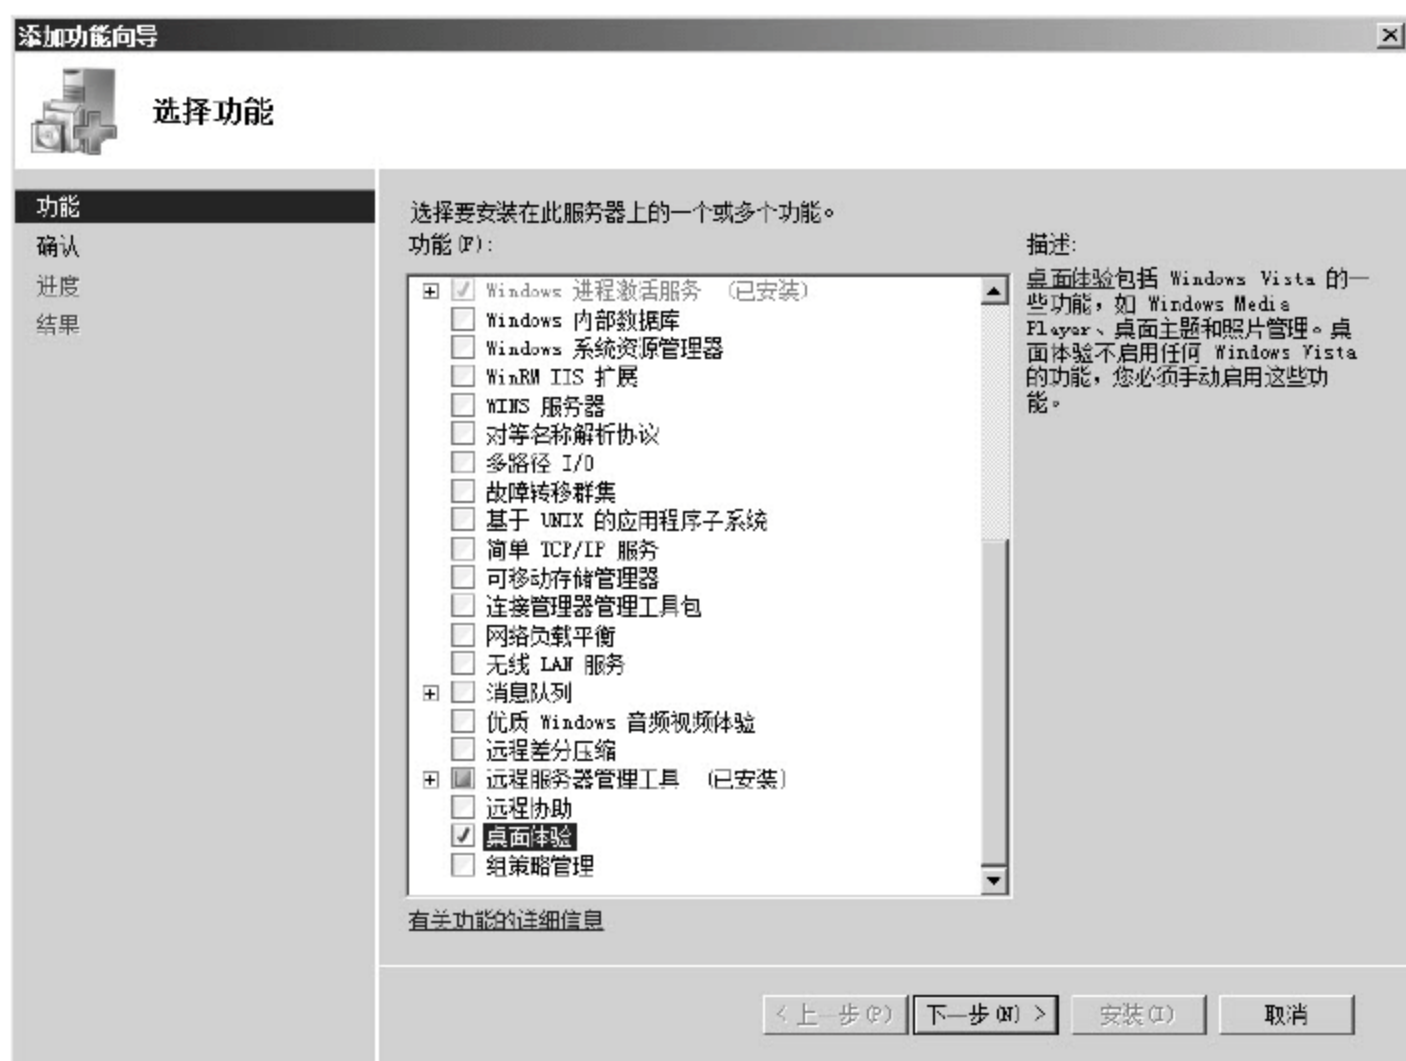 添加功能向导
选择功能
功能
确认
进度
结果
选择要安装在此服务器上的一个或多个功能。
功能(F):
Windows 进程激活服务 (已安装)
Windows 内部数据库
Windows 系统资源管理器
WinRM IIS 扩展
WINS 服务器
对等名称解析协议
多路径 I/O
故障转移群集
基于 UNIX 的应用程序子系统
简单 TCP/IP 服务
可移动存储管理器
连接管理器管理工具包
网络负载平衡
无线 LAN 服务
消息队列
优质 Windows 音频视频体验
远程差分压缩
远程服务器管理工具 (已安装)
远程协助
桌面体验
组策略管理
有关功能的详细信息
描述:
桌面体验包括 Windows Vista 的一
些功能，如 Windows Media
Player、桌面主题和照片管理。桌
面体验不启用任何 Windows Vista
的功能，您必须手动启用这些功
能。
< 上一步(P)
下一步(N) >
安装(I)
取消